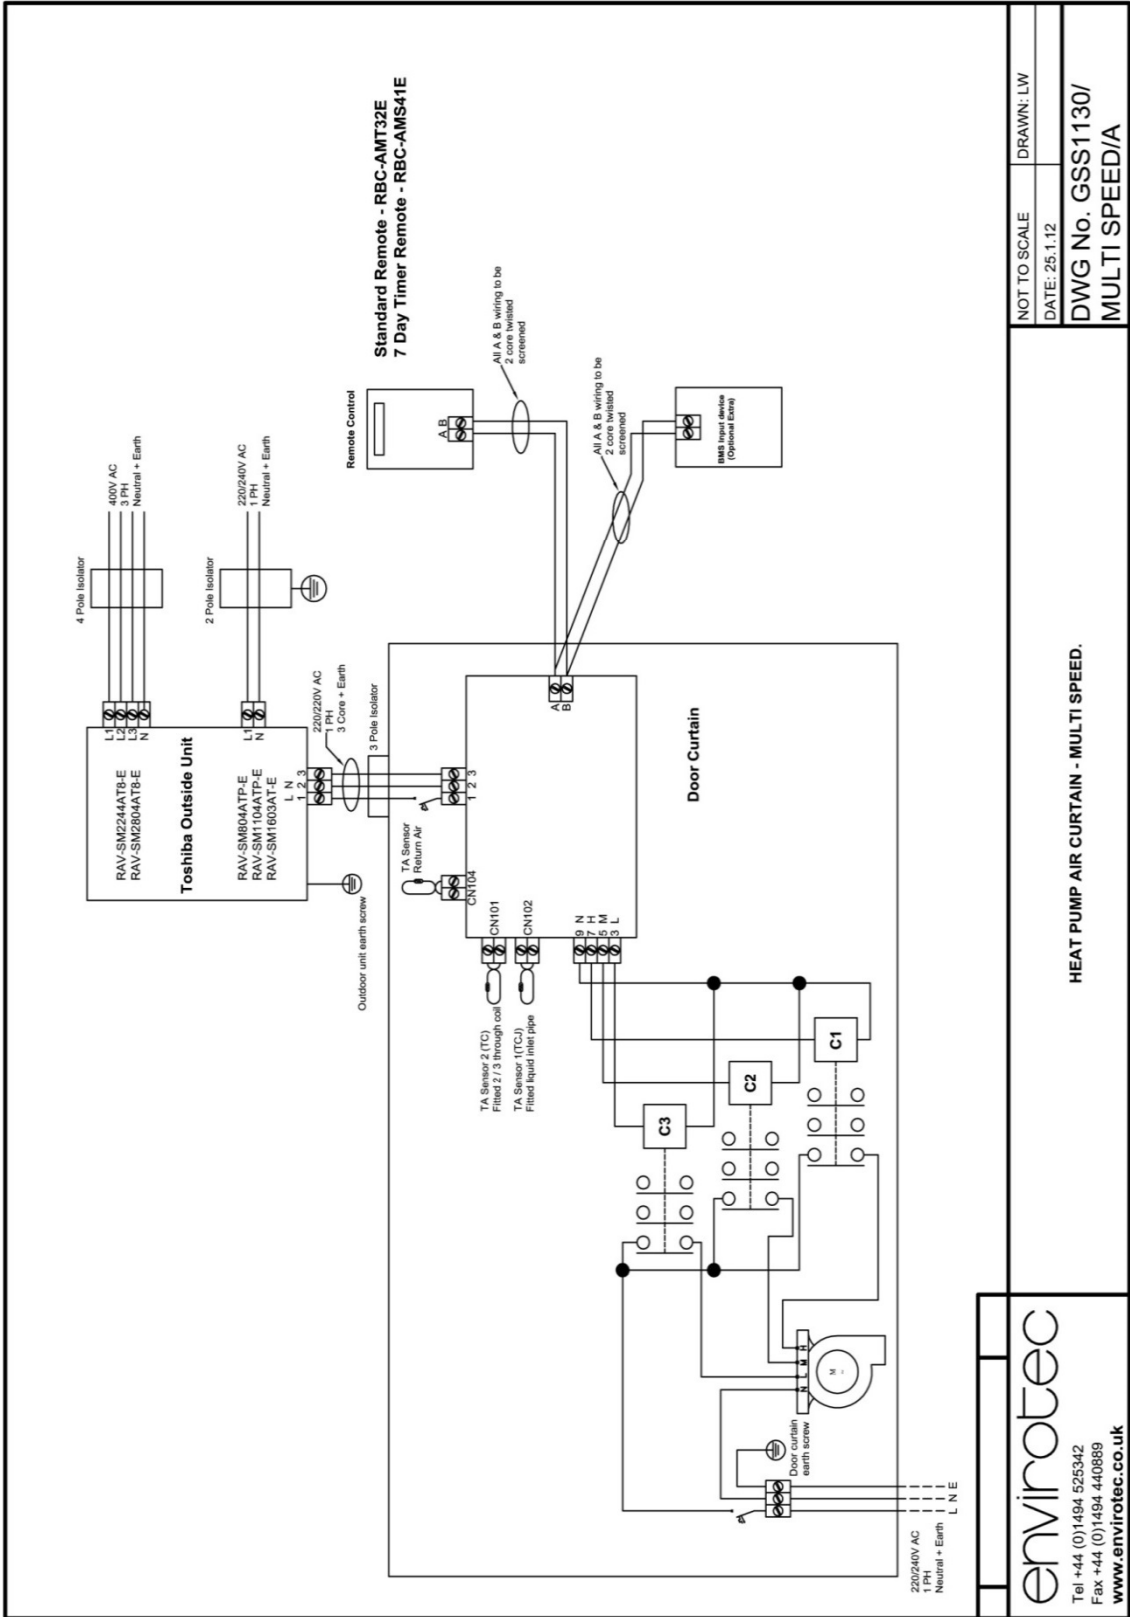 4 Pole Isolator
400V AC
3 PH
Neutral + Earth
2 Pole Isolator
220/240V AC
1 PH
Neutral + Earth
L1
L2
L3
N
L1
N
RAV-SM2244AT8-E
RAV-SM2804AT8-E
Toshiba Outside Unit
RAV-SM804ATP-E
RAV-SM1104ATP-E
RAV-SM1603AT-E
L N
1 2 3
Outdoor unit earth screw
220/220V AC
1 PH
3 Core + Earth
3 Pole Isolator
Standard Remote - RBC-AMT32E
7 Day Timer Remote - RBC-AMS41E
Remote Control
A B
All A & B wiring to be
2 core twisted
screened
All A & B wiring to be
2 core twisted
screened
BMS Input device
(Optional Extra)
TA Sensor
Return Air
CN104
1 2 3
A
B
CN101
CN102
TA Sensor 2 (TC)
Fitted 2 / 3 through coil
TA Sensor 1(TCJ)
Fitted liquid inlet pipe
9 N
7 H
5 M
3 L
Door Curtain
C3
C2
C1
N L M H
M
~
Door curtain
earth screw
220/240V AC
1 PH
Neutral + Earth
L N E
envirotec
Tel +44 (0)1494 525342
Fax +44 (0)1494 440889
www.envirotec.co.uk
HEAT PUMP AIR CURTAIN - MULTI SPEED.
NOT TO SCALE
DRAWN: LW
DATE: 25.1.12
DWG No. GSS1130/
MULTI SPEED/A